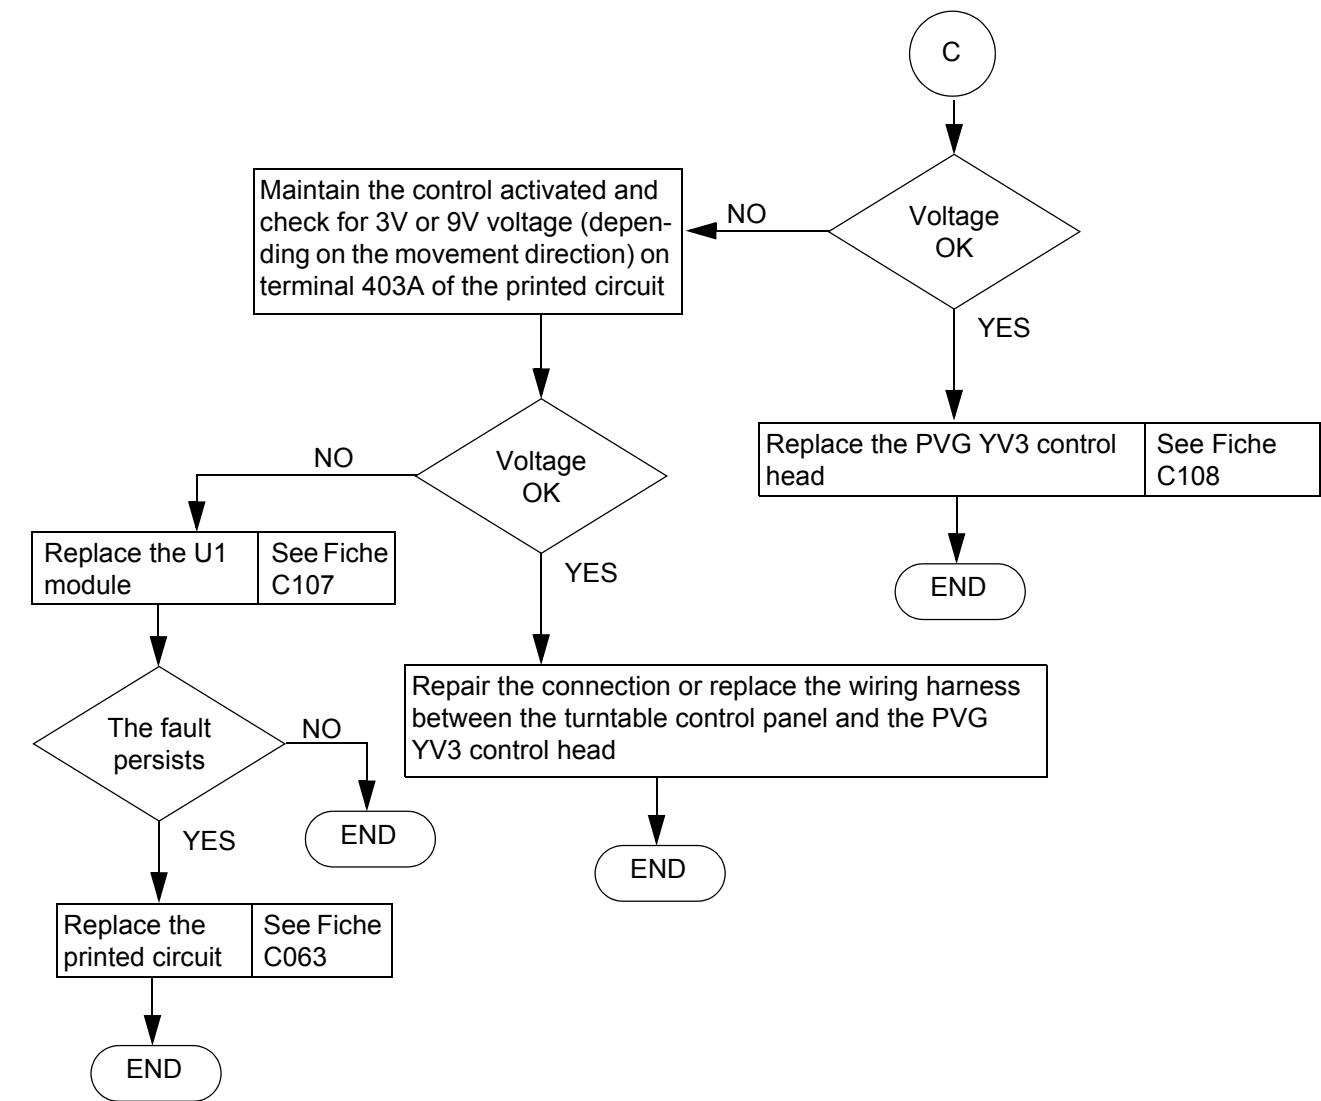 C
Voltage
OK
NO
YES
Maintain the control activated and
check for 3V or 9V voltage (depen-
ding on the movement direction) on
terminal 403A of the printed circuit
Replace the PVG YV3 control
head
See Fiche
C108
END
Voltage
OK
NO
YES
Replace the U1
module
See Fiche
C107
Repair the connection or replace the wiring harness
between the turntable control panel and the PVG
YV3 control head
END
The fault
persists
NO
END
YES
Replace the
printed circuit
See Fiche
C063
END